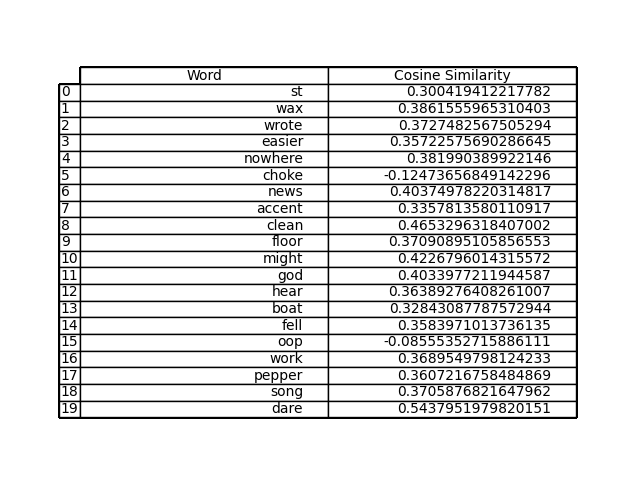 Word Cosine Similarity
0 st 0.300419412217782
1 wax 0.3861555965310403
2 wrote 0.3727482567505294
3 easier 0.35722575690286645
4 nowhere 0.381990389922146
5 choke -0.12473656849142296
6 news 0.40374978220314817
7 accent 0.3357813580110917
8 clean 0.4653296318407002
9 floor 0.37090895105856553
10 might 0.4226796014315572
11 god 0.4033977211944587
12 hear 0.36389276408261007
13 boat 0.32843087787572944
14 fell 0.3583971013736135
15 oop -0.08555352715886111
16 work 0.3689549798124233
17 pepper 0.3607216758484869
18 song 0.3705876821647962
19 dare 0.5437951979820151